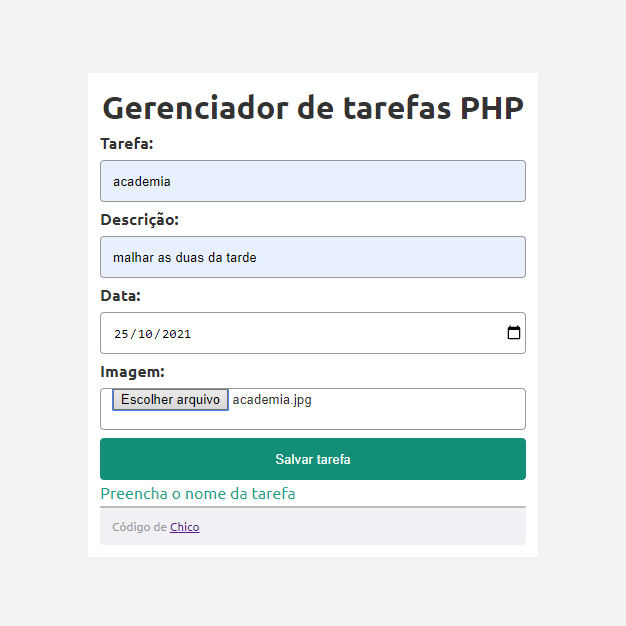 Gerenciador de tarefas PHP
Tarefa:
academia
Descrição:
malhar as duas da tarde
Data:
25/10/2021
Imagem:
Escolher arquivo academia.jpg
Salvar tarefa
Preencha o nome da tarefa
Código de Chico